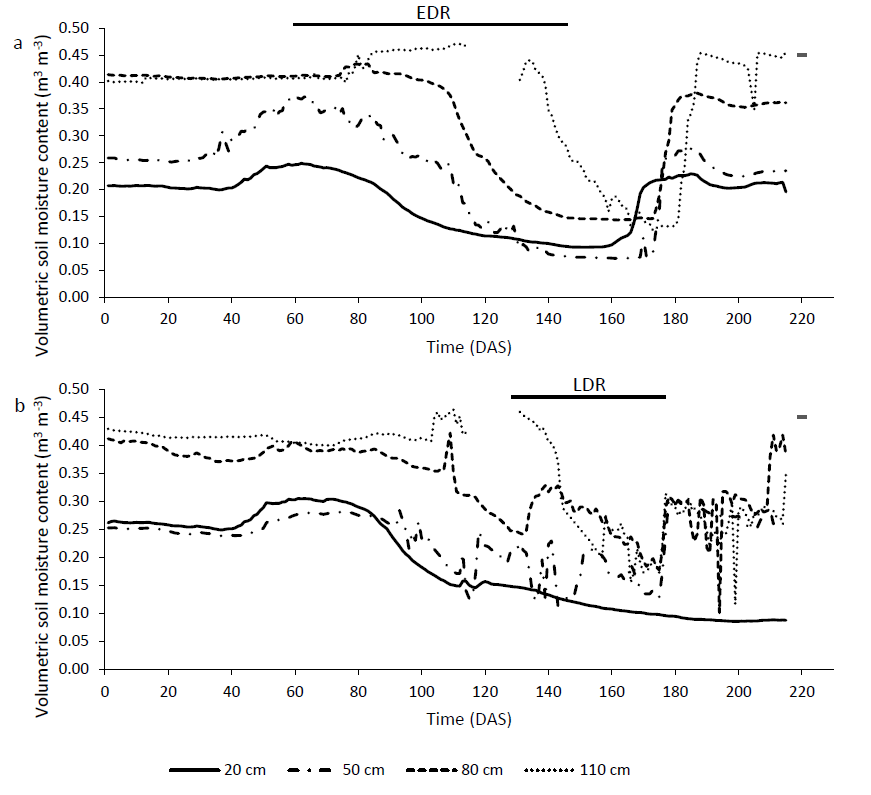 EDR
a
Volumetric soil moisture content (m³ m⁻³)
0.50
0.45
0.40
0.35
0.30
0.25
0.20
0.15
0.10
0.05
0.00
0 20 40 60 80 100 120 140 160 180 200 220
Time (DAS)
LDR
b
Volumetric soil moisture content (m³ m⁻³)
0.50
0.45
0.40
0.35
0.30
0.25
0.20
0.15
0.10
0.05
0.00
0 20 40 60 80 100 120 140 160 180 200 220
Time (DAS)
20 cm 50 cm 80 cm 110 cm